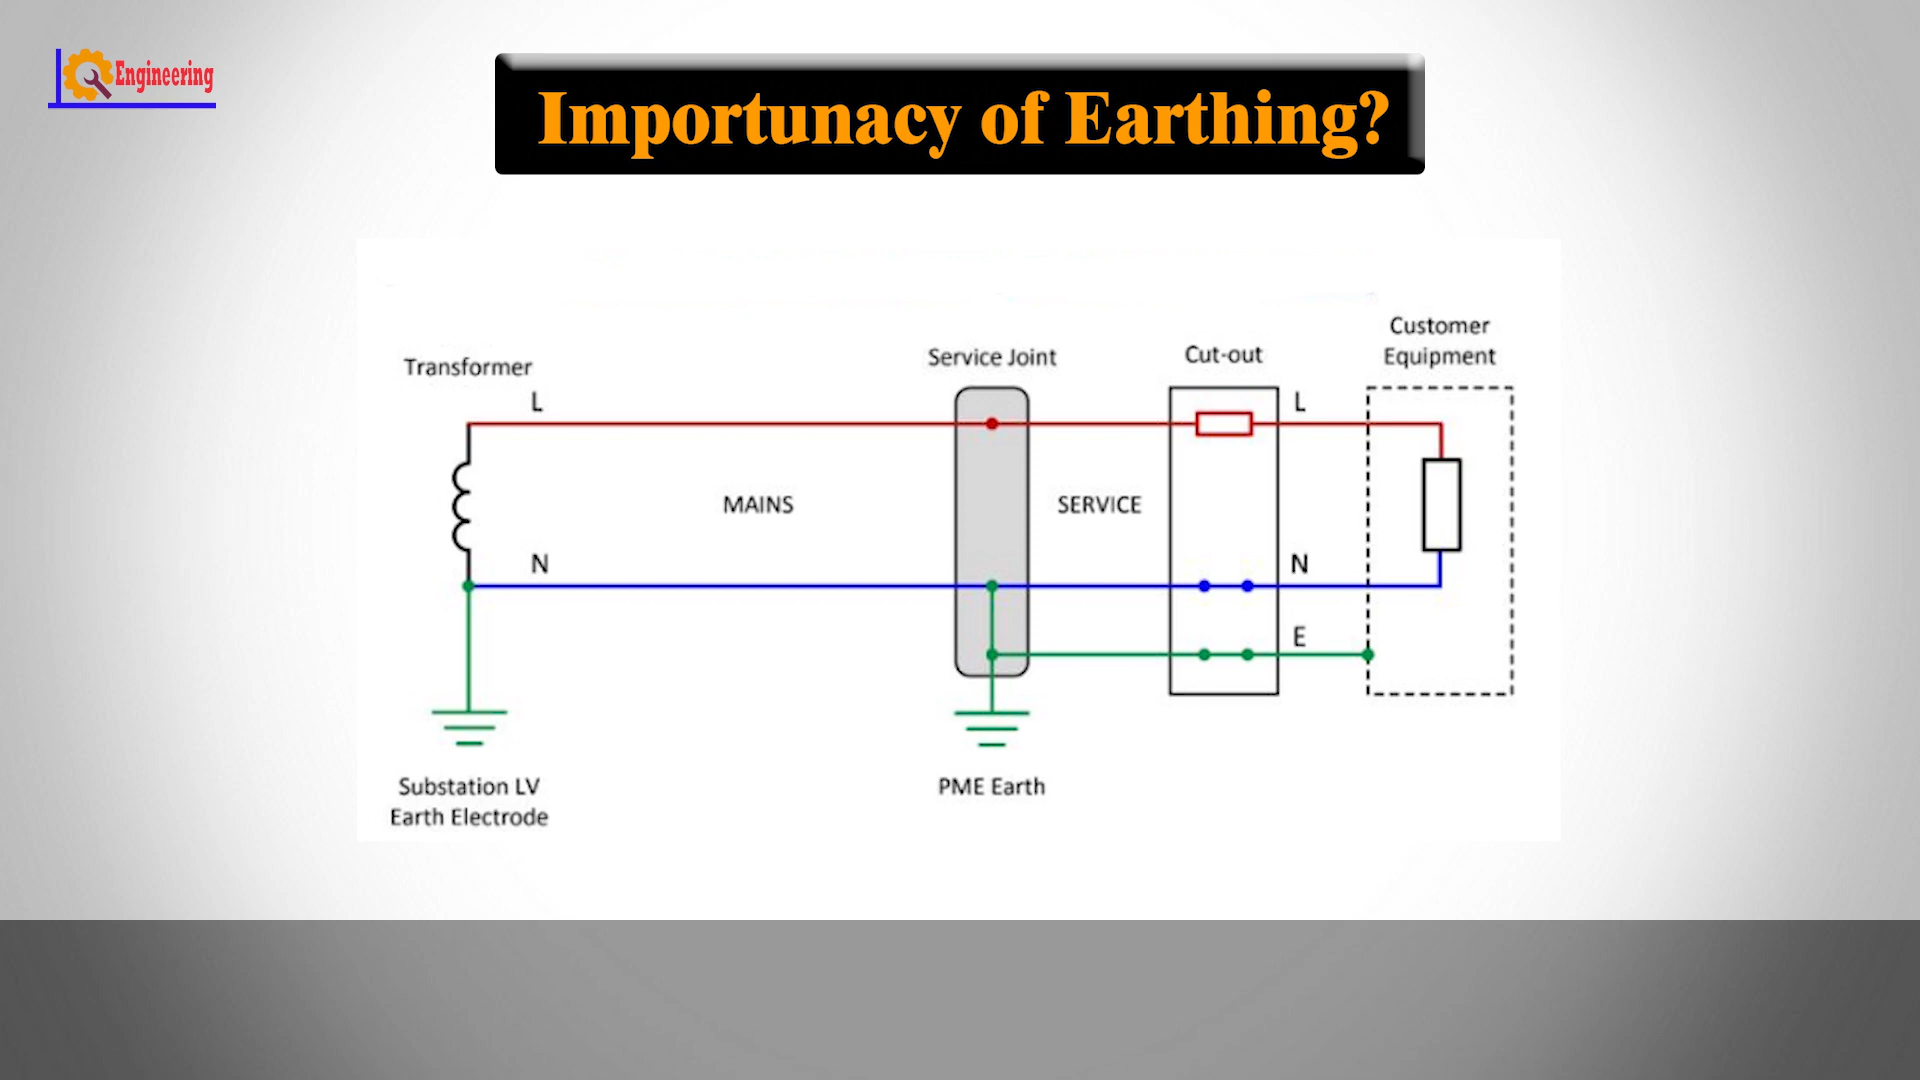 Engineering
Importunacy of Earthing?
Transformer
Service Joint
Cut-out
Customer
Equipment
L
L
MAINS
SERVICE
N
N
E
Substation LV
Earth Electrode
PME Earth